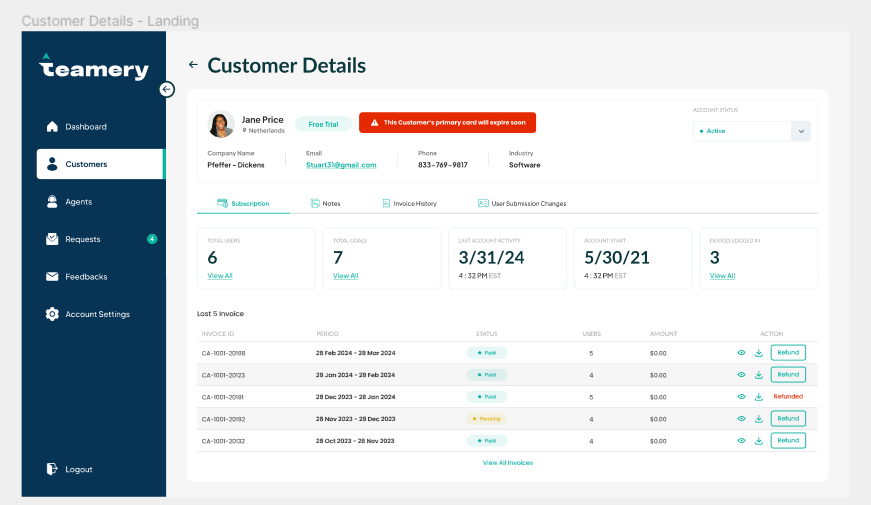 Customer Details - Landing
teamery
Dashboard
Customers
Agents
Requests 4
Feedbacks
Account Settings
Logout
← Customer Details
Jane Price
Netherlands
Free Trial
This Customer's primary card will expire soon
ACCOUNT STATUS
Active
Company Name
Pfeffer - Dickens
Email
Stuart31@gmail.com
Phone
833-769-9817
Industry
Software
Subscription Notes Invoice History User Submission Changes
TOTAL USERS
6
View All
TOTAL GOALS
7
View All
LAST ACCOUNT ACTIVITY
3/31/24
4 : 32 PM EST
ACCOUNT START
5/30/21
4 : 32 PM EST
DEVICES LOGGED IN
3
View All
Last 5 Invoice
INVOICE ID PERIOD STATUS USERS AMOUNT ACTION
CA-1001-20198 28 Feb 2024 - 28 Mar 2024 Paid 5 $0.00 Refund
CA-1001-20123 28 Jan 2024 - 28 Feb 2024 Paid 4 $0.00 Refund
CA-1001-20191 28 Dec 2023 - 28 Jan 2024 Paid 5 $0.00 Refunded
CA-1001-20192 28 Nov 2023 - 28 Dec 2023 Pending 4 $0.00 Refund
CA-1001-20132 28 Oct 2023 - 28 Nov 2023 Paid 4 $0.00 Refund
View All Invoices